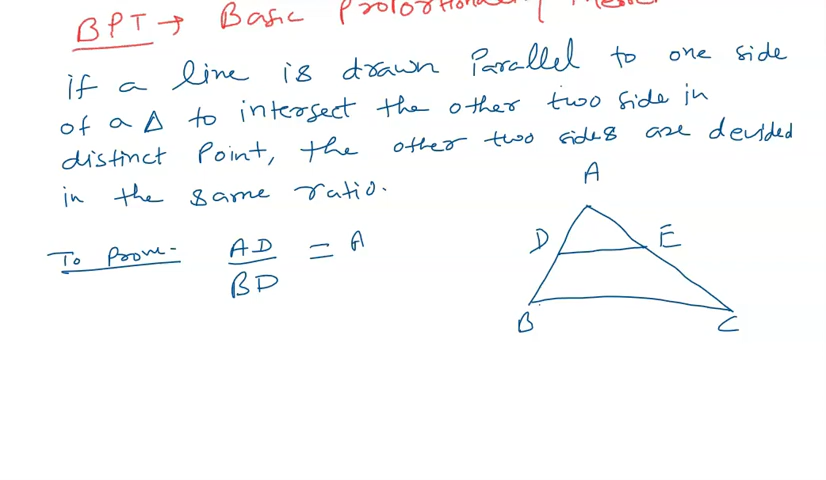 BPT → Basic
if a line is drawn Parallel to one side
of a Δ to intersect the other two side in
distinct Point, the other two sides are devided
in the same ratio.
To Prove- AD/BD = A
A
D E
B C